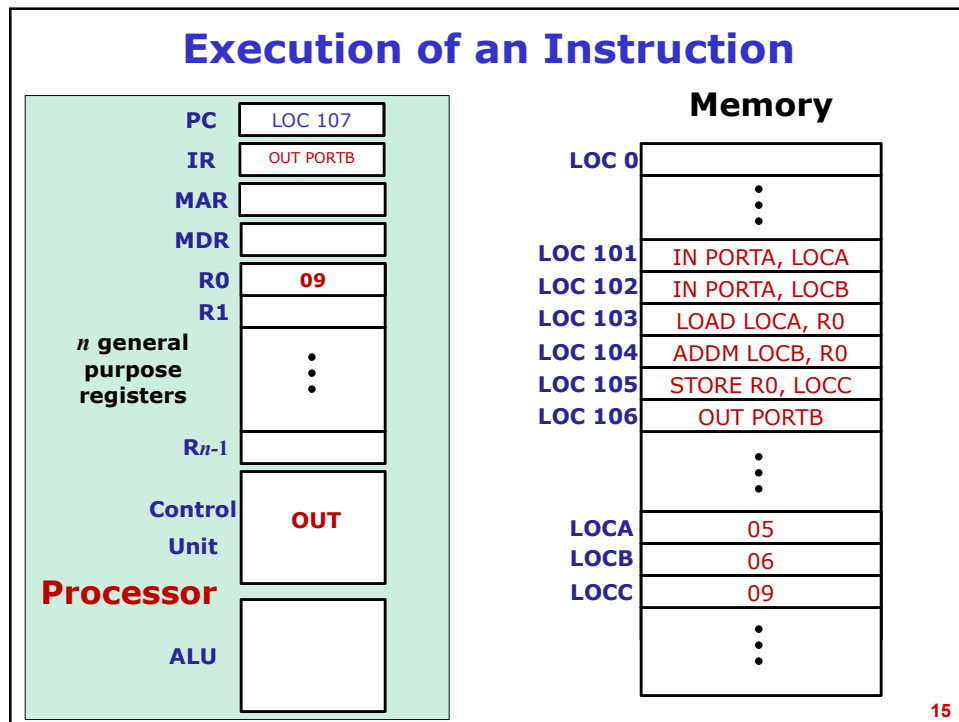 Execution of an Instruction
PC LOC 107
IR OUT PORTB
MAR
MDR
R0 09
R1
n general
purpose
registers
Rn-1
Control
Unit
OUT
Processor
ALU
Memory
LOC 0
LOC 101 IN PORTA, LOCA
LOC 102 IN PORTA, LOCB
LOC 103 LOAD LOCA, R0
LOC 104 ADDM LOCB, R0
LOC 105 STORE R0, LOCC
LOC 106 OUT PORTB
LOCA 05
LOCB 06
LOCC 09
15